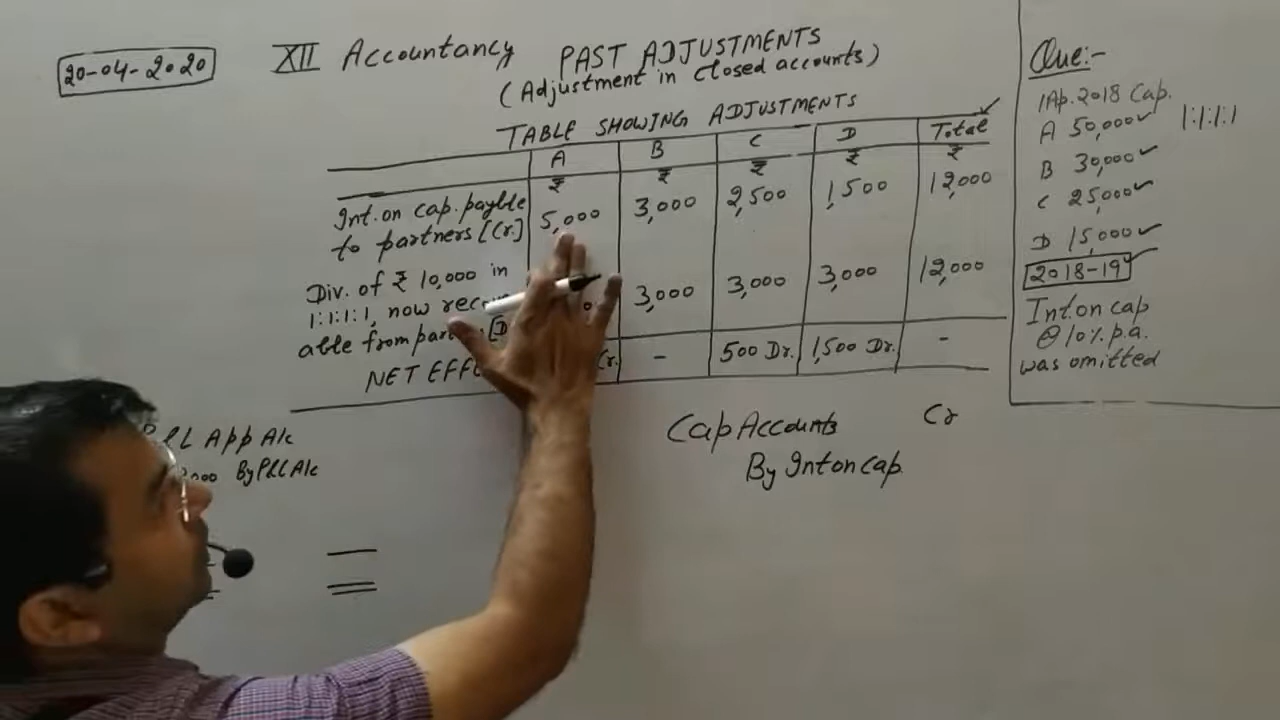 20-04-2020
XII Accountancy PAST ADJUSTMENTS
(Adjustment in closed accounts)
TABLE SHOWING ADJUSTMENTS
A B C D Total
₹ ₹ ₹ ₹ ₹
Int. on cap. payble
to partners [Cr.] 5,000 3,000 2,500 1,500 12,000
Div. of ₹ 10,000 in
1:1:1:1, now 3,000 3,000 3,000 12,000
able from
NET - 500 Dr. 1,500 Dr. -
App A/c
By P&L A/c
Cap Accounts Cr
By Int on cap.
Que:-
1 Ap. 2018 Cap.
A 50,000 1:1:1:1
B 30,000
C 25,000
D 15,000
2018-19
Int. on cap
@ 10% p.a.
was omitted